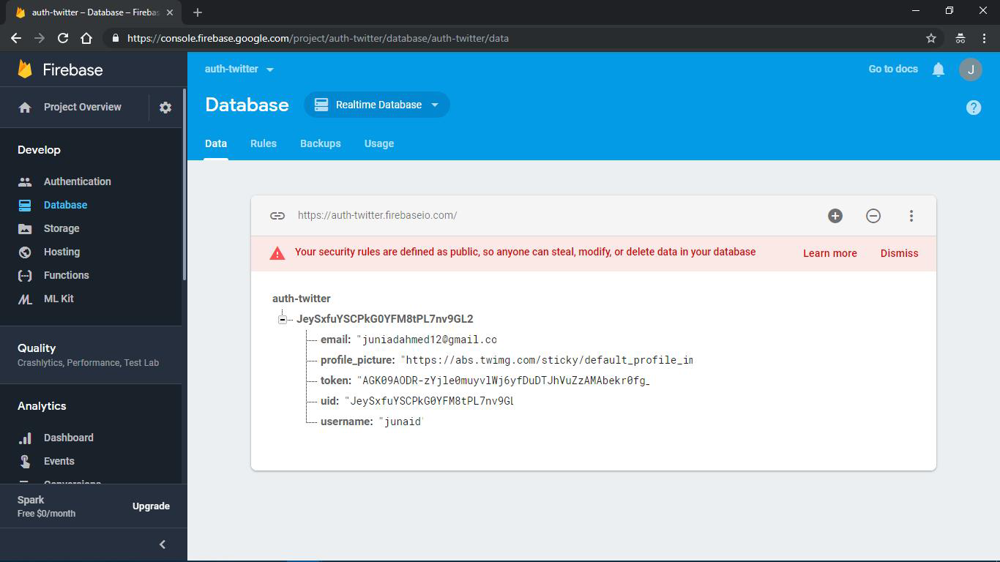 auth-twitter – Database – Fireba
https://console.firebase.google.com/project/auth-twitter/database/auth-twitter/data
Firebase
Project Overview
Develop
Authentication
Database
Storage
Hosting
Functions
ML Kit
Quality
Crashlytics, Performance, Test Lab
Analytics
Dashboard
Events
Conversions
Spark
Free $0/month
Upgrade
auth-twitter
Go to docs
J
Database
Realtime Database
?
Data Rules Backups Usage
https://auth-twitter.firebaseio.com/
Your security rules are defined as public, so anyone can steal, modify, or delete data in your database
Learn more
Dismiss
auth-twitter
JeySxfuYSCPkG0YFM8tPL7nv9GL2
email: "juniadahmed12@gmail.co
profile_picture: "https://abs.twimg.com/sticky/default_profile_im
token: "AGK09AODR-zYjle0muyvlWj6yfDuDTJhVuZzAMAbekr0fg_
uid: "JeySxfuYSCPkG0YFM8tPL7nv9GL
username: "junaid"